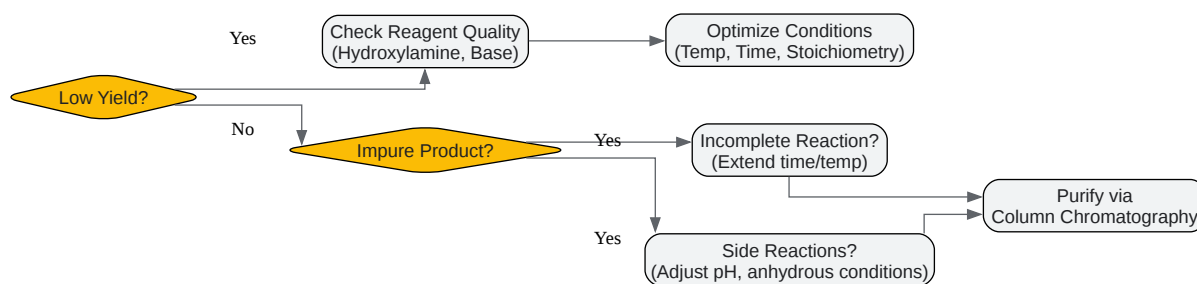 Yes
Check Reagent Quality
(Hydroxylamine, Base)
Optimize Conditions
(Temp, Time, Stoichiometry)
Low Yield?
No
Impure Product?
Yes
Incomplete Reaction?
(Extend time/temp)
Purify via
Column Chromatography
Yes
Side Reactions?
(Adjust pH, anhydrous conditions)